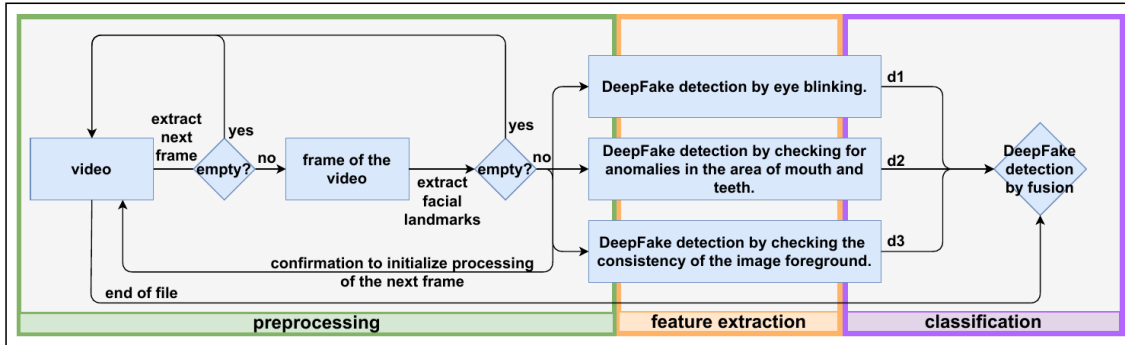 DeepFake detection by eye blinking.
d1
extract
next
frame
yes
yes
video
empty?
no
frame of the
video
empty?
no
extract
facial
landmarks
DeepFake detection by checking for
anomalies in the area of mouth and
teeth.
d2
DeepFake
detection
by fusion
DeepFake detection by checking the
consistency of the image foreground.
d3
confirmation to initialize processing
of the next frame
end of file
preprocessing
feature extraction
classification